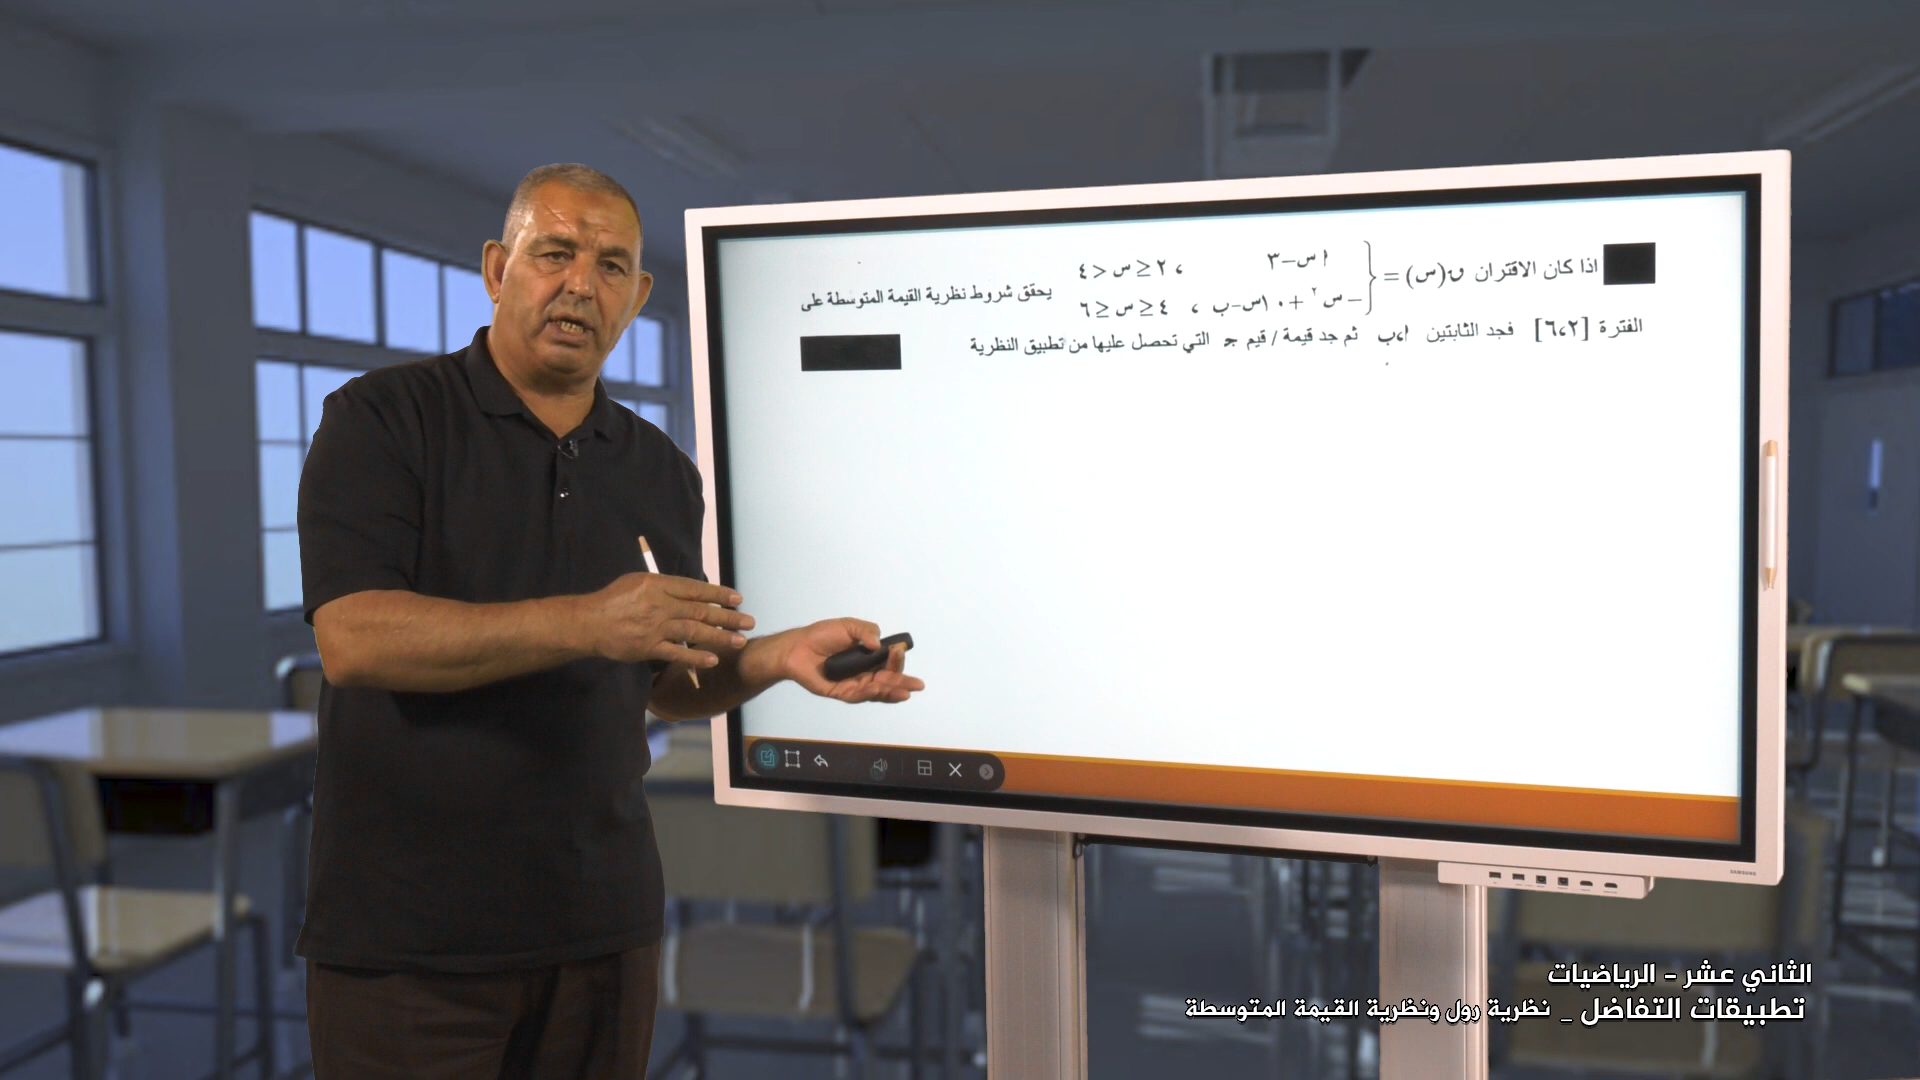 اذا كان الاقتران ق(س) = { أ س-٣ ، ٢ ≤ س < ٤
-س٢ + ١٠س-ب ، ٤ ≤ س ≤ ٦ يحقق شروط نظرية القيمة المتوسطة على
الفترة [٦،٢] فجد الثابتين أ،ب ثم جد قيمة / قيم جـ التي تحصل عليها من تطبيق النظرية
SAMSUNG
الثاني عشر - الرياضيات
تطبيقات التفاضل _ نظرية رول ونظرية القيمة المتوسطة